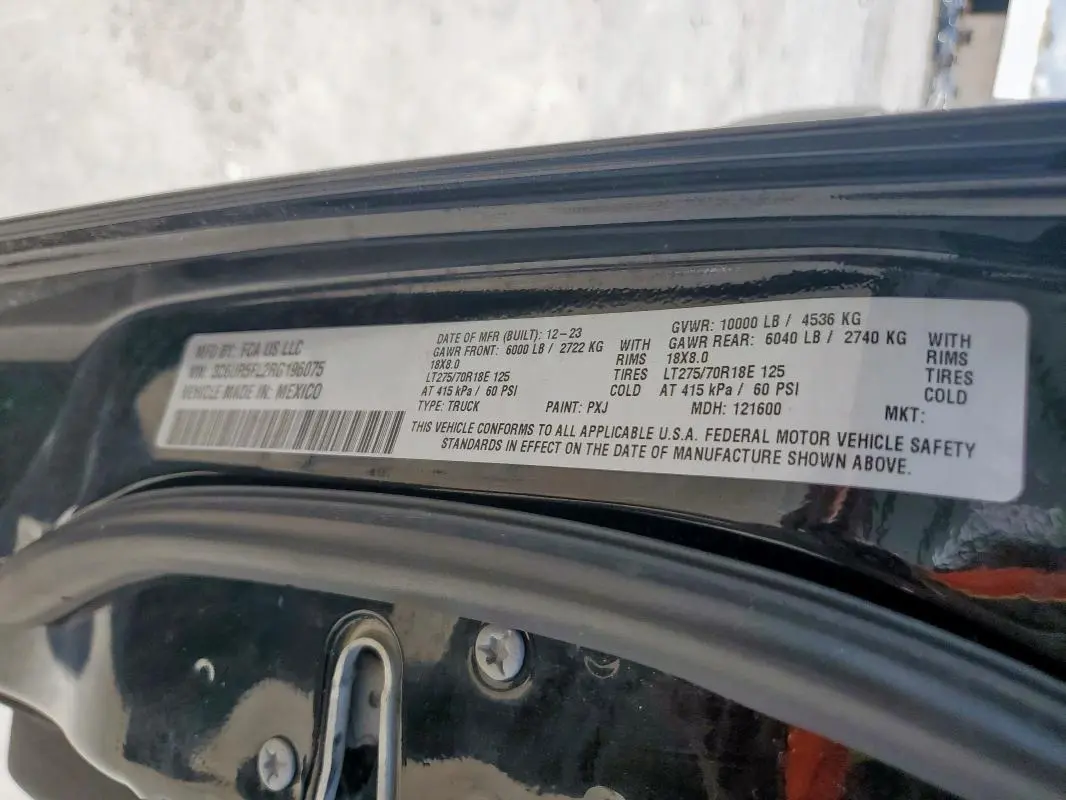 MFD BY: FCA US LLC
VIN: 3C6UR5FL2RG196075
VEHICLE MADE IN: MEXICO
DATE OF MFR (BUILT): 12-23
GAWR FRONT: 6000 LB / 2722 KG WITH
18X8.0 RIMS
LT275/70R18E 125 TIRES
AT 415 kPa / 60 PSI COLD
GVWR: 10000 LB / 4536 KG
GAWR REAR: 6040 LB / 2740 KG WITH
18X8.0 RIMS
LT275/70R18E 125 TIRES
AT 415 kPa / 60 PSI COLD
TYPE: TRUCK PAINT: PXJ MDH: 121600 MKT:
THIS VEHICLE CONFORMS TO ALL APPLICABLE U.S.A. FEDERAL MOTOR VEHICLE SAFETY
STANDARDS IN EFFECT ON THE DATE OF MANUFACTURE SHOWN ABOVE.